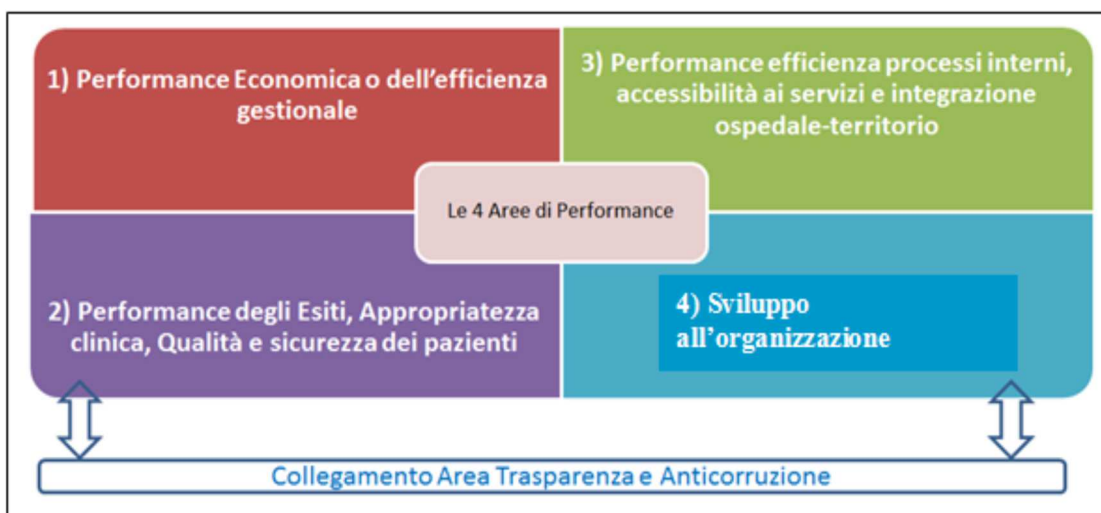 1) Performance Economica o dell'efficienza
gestionale
3) Performance efficienza processi interni,
accessibilità ai servizi e integrazione
ospedale-territorio
Le 4 Aree di Performance
2) Performance degli Esiti, Appropriatezza
clinica, Qualità e sicurezza dei pazienti
4) Sviluppo
all'organizzazione
Collegamento Area Trasparenza e Anticorruzione